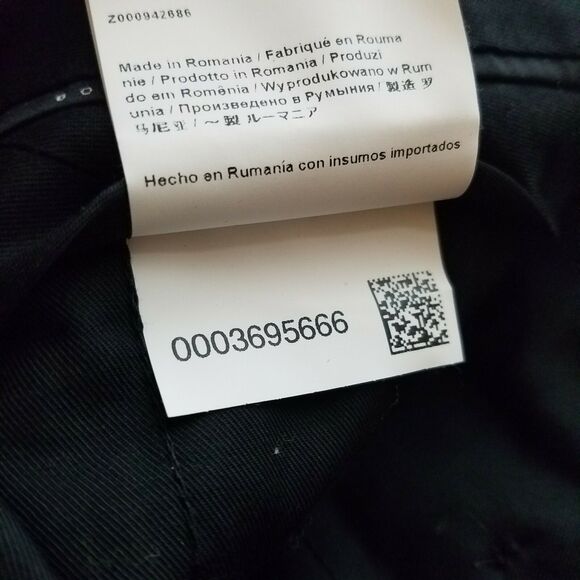 Z000942686
Made in Romania / Fabriqué en Rouma
nie / Prodotto in Romania / Produzi
do em Romênia / Wyprodukowano w Rum
unia / Произведено в Румыния / 製造 罗
马尼亚 / ～製 ルーマニア
Hecho en Rumanía con insumos importados
0003695666